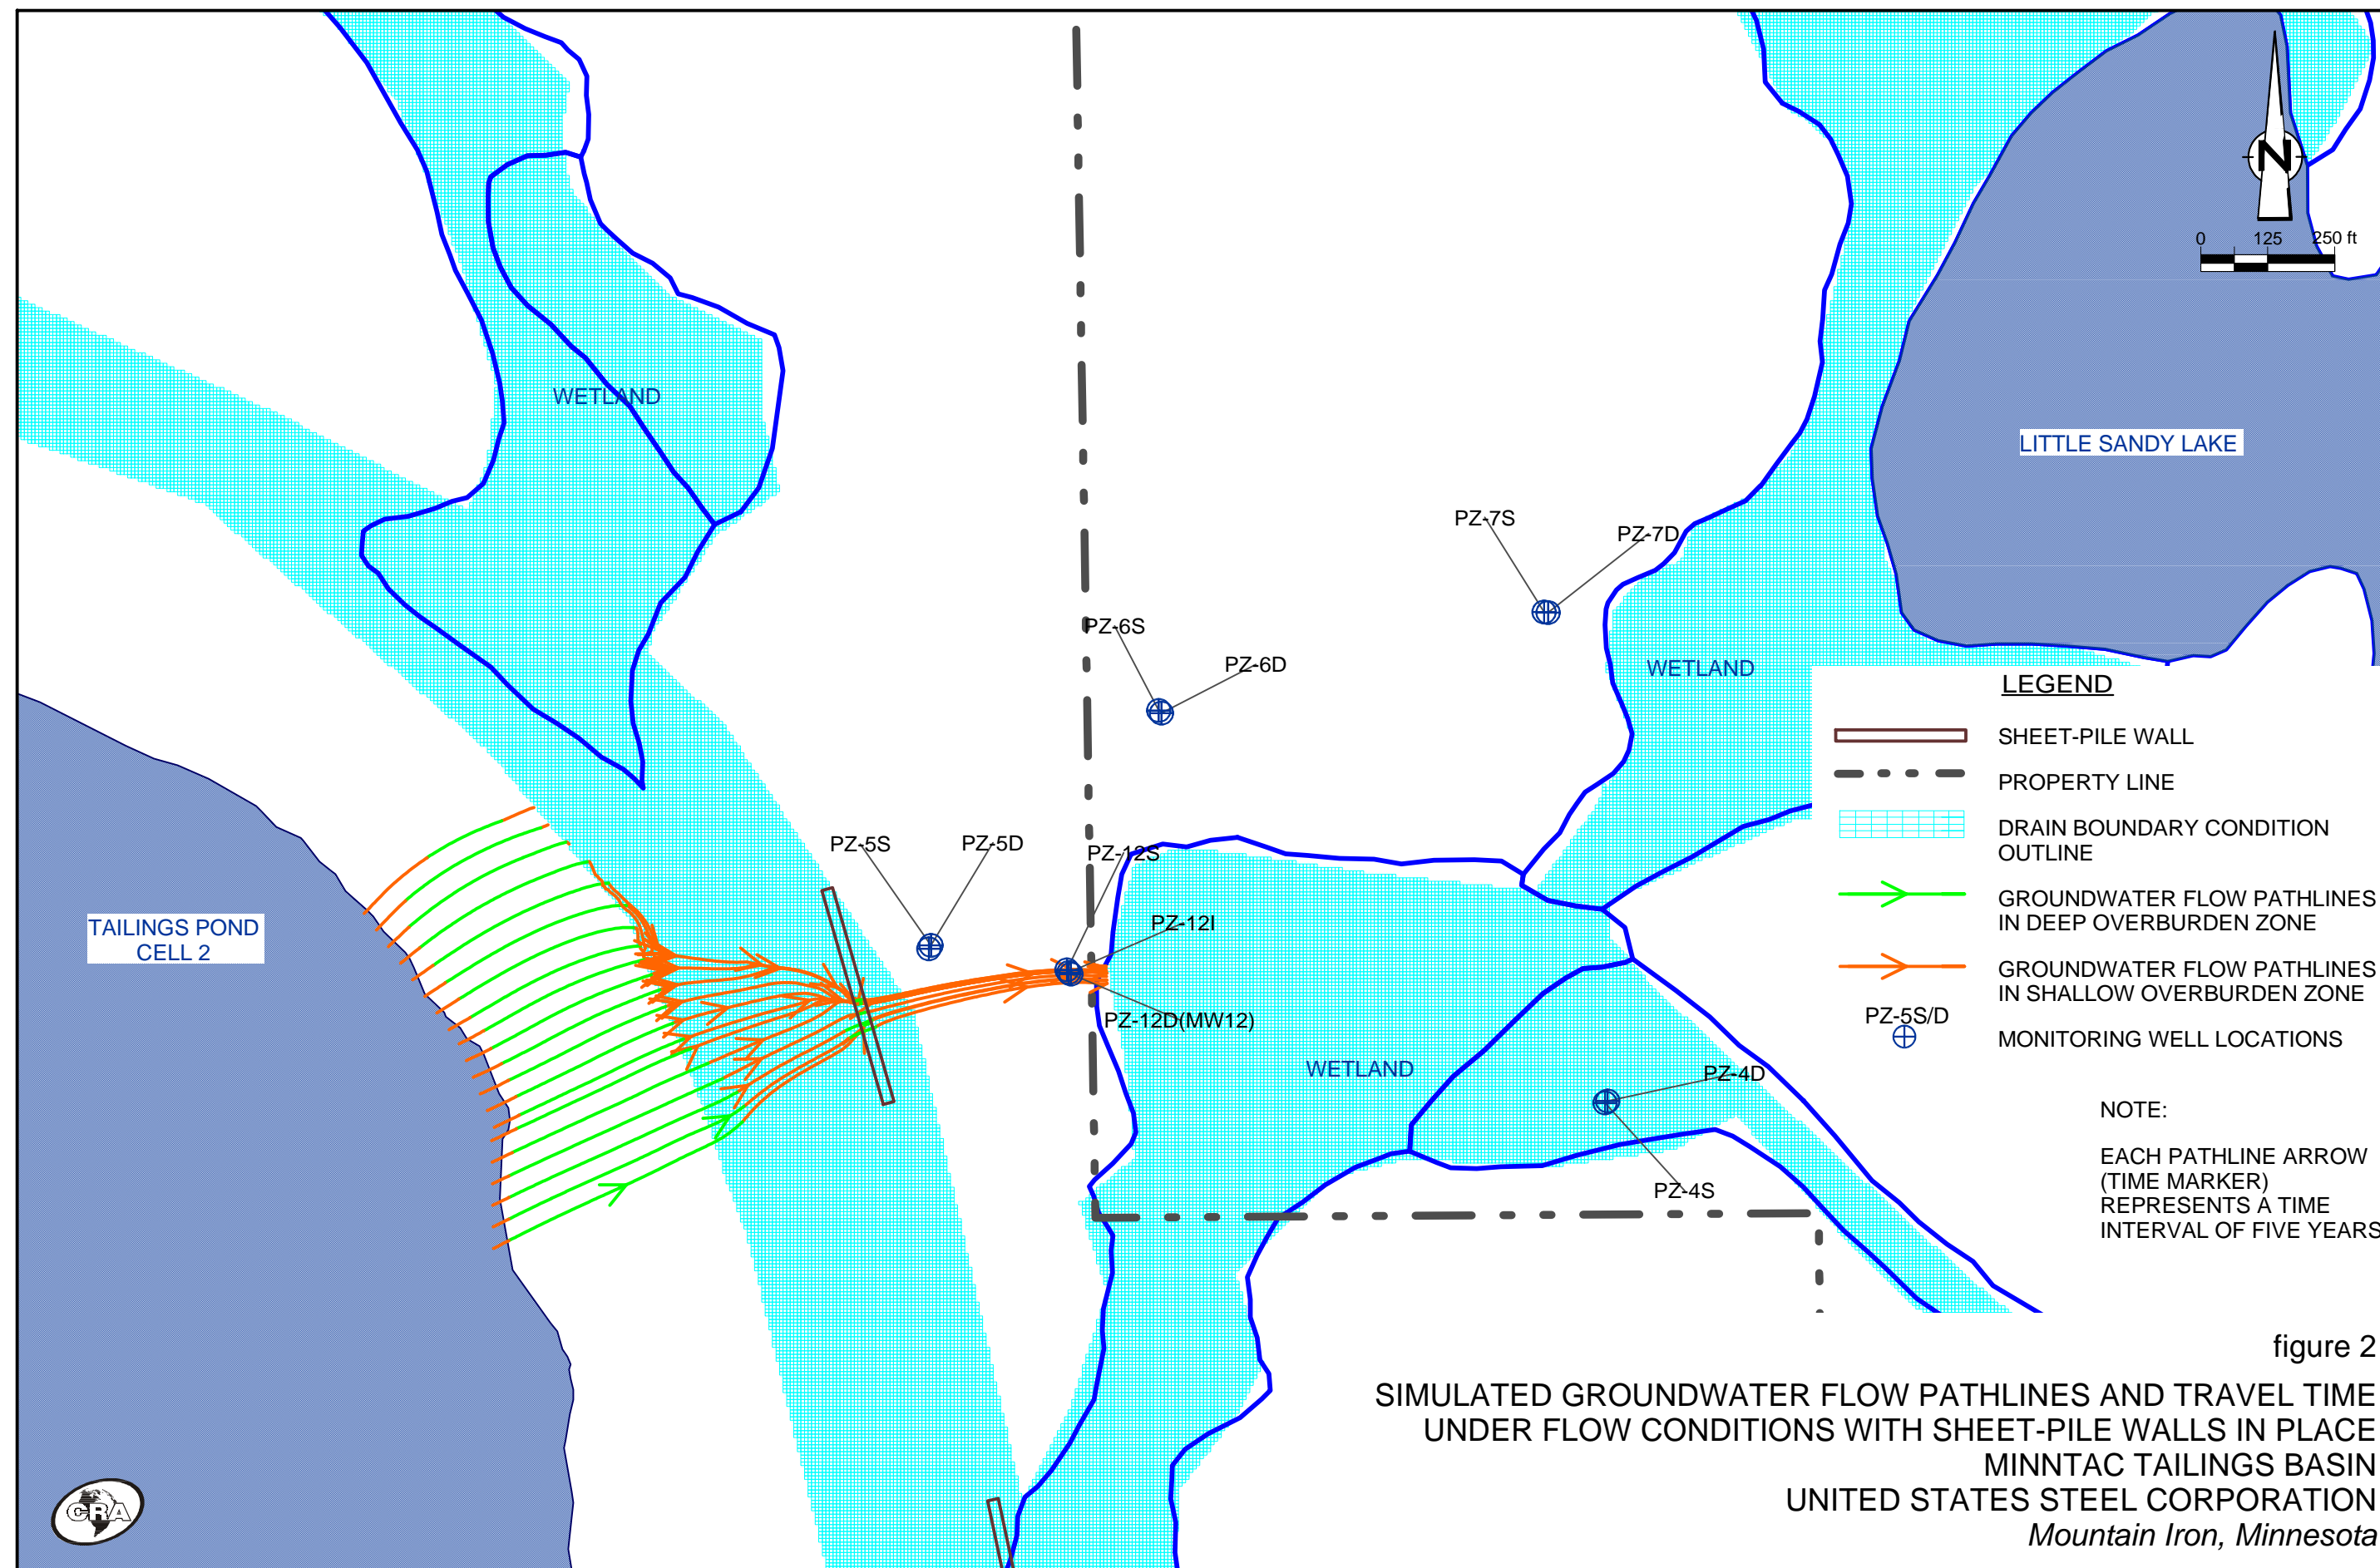 N
0 125 250 ft
WETLAND
LITTLE SANDY LAKE
PZ-7S
PZ-7D
PZ-6S
PZ-6D
WETLAND
PZ-5S
PZ-5D
PZ-12S
PZ-12I
TAILINGS POND
CELL 2
PZ-12D(MW12)
WETLAND
PZ-4D
PZ-4S
LEGEND
SHEET-PILE WALL
PROPERTY LINE
DRAIN BOUNDARY CONDITION
OUTLINE
GROUNDWATER FLOW PATHLINES
IN DEEP OVERBURDEN ZONE
GROUNDWATER FLOW PATHLINES
IN SHALLOW OVERBURDEN ZONE
PZ-5S/D
MONITORING WELL LOCATIONS
NOTE:
EACH PATHLINE ARROW
(TIME MARKER)
REPRESENTS A TIME
INTERVAL OF FIVE YEARS
figure 2
SIMULATED GROUNDWATER FLOW PATHLINES AND TRAVEL TIME
UNDER FLOW CONDITIONS WITH SHEET-PILE WALLS IN PLACE
MINNTAC TAILINGS BASIN
UNITED STATES STEEL CORPORATION
Mountain Iron, Minnesota
CRA